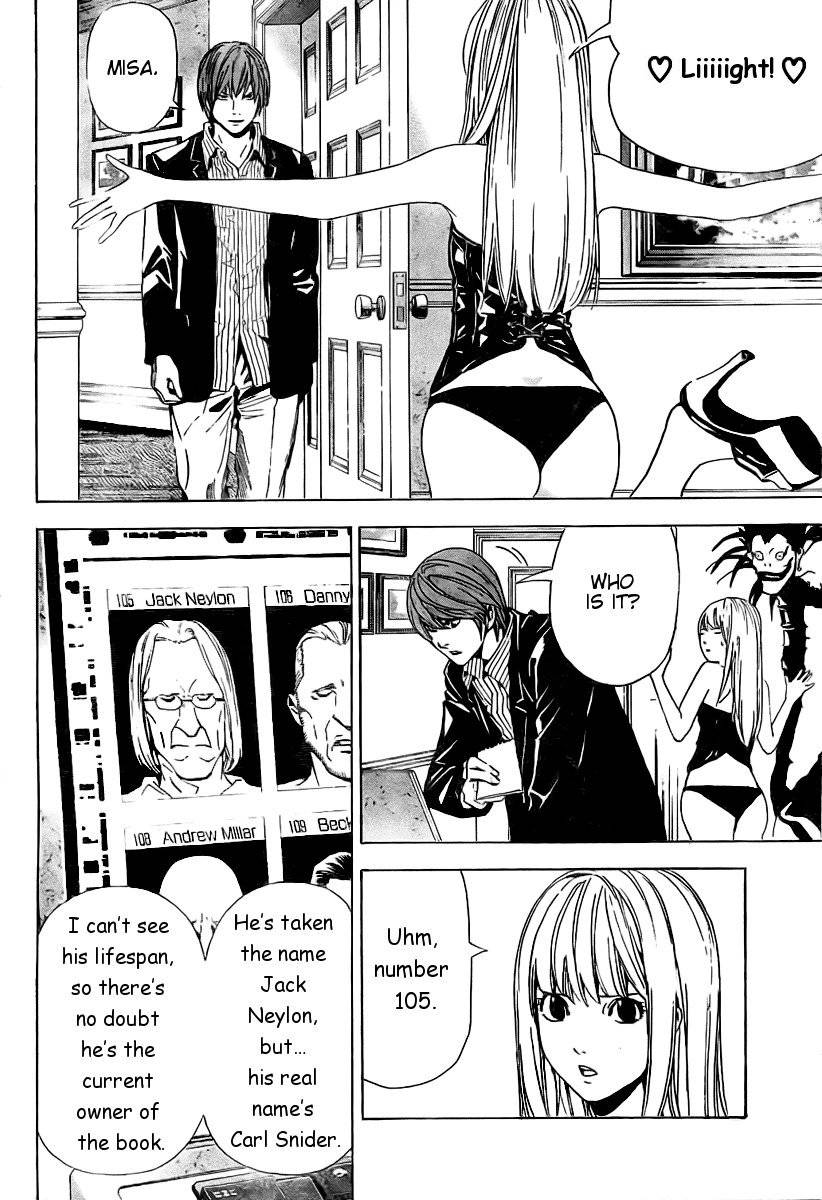 ♡ Liiiiight! ♡
MISA.
WHO
IS IT?
105 Jack Neylon
106 Danny
108 Andrew Millar
109 Beck
Uhm,
number
105.
He's taken
the name
Jack
Neylon,
but...
his real
name's
Carl Snider.
I can't see
his lifespan,
so there's
no doubt
he's the
current
owner of
the book.